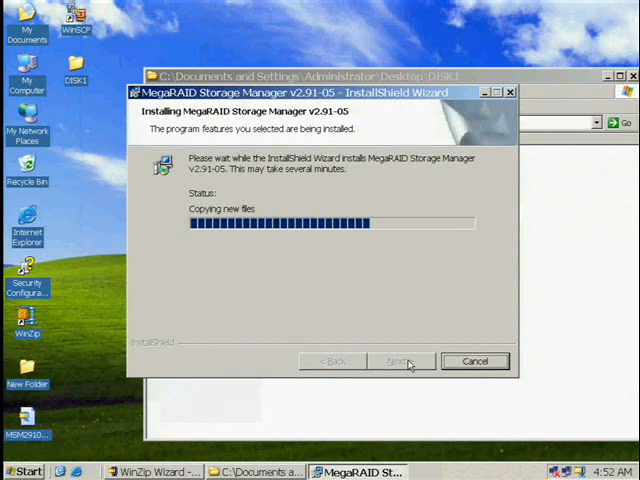 My
Documents
WinSCP
DISK1
My
Computer
My Network
Places
Recycle Bin
Internet
Explorer
Security
Configura...
WinZip
New Folder
MSM2910...
C:\Documents and Settings\Administrator\Desktop\DISK1
Go
MegaRAID Storage Manager v2.91-05 - InstallShield Wizard
Installing MegaRAID Storage Manager v2.91-05
The program features you selected are being installed.
Please wait while the InstallShield Wizard installs MegaRAID Storage Manager
v2.91-05. This may take several minutes.
Status:
Copying new files
InstallShield
< Back
Next >
Cancel
Start
WinZip Wizard - ...
C:\Documents a...
MegaRAID St...
4:52 AM